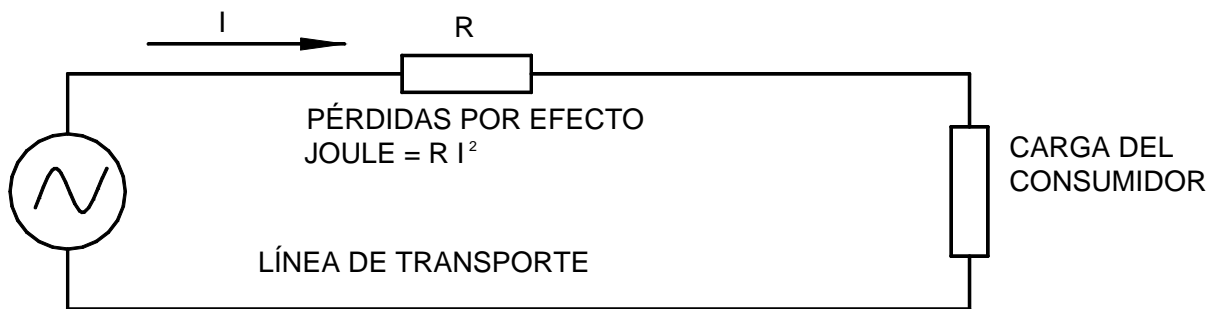 I
R
PÉRDIDAS POR EFECTO
JOULE = R I²
CARGA DEL
CONSUMIDOR
LÍNEA DE TRANSPORTE